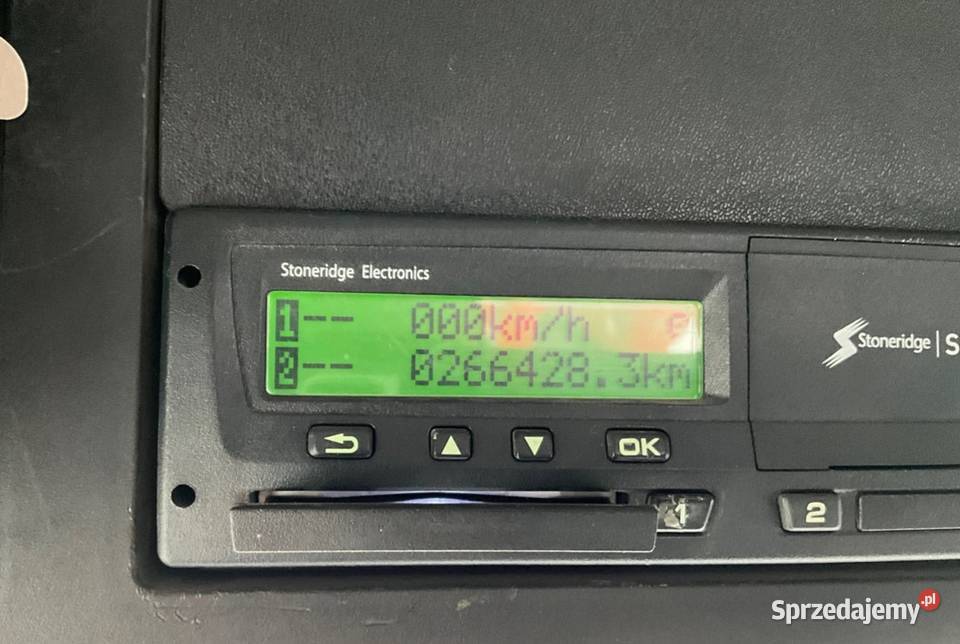 Stoneridge Electronics
1-- 000km/h
2-- 0266428.3km
Stoneridge | S
OK
1
2
Sprzedajemy.pl